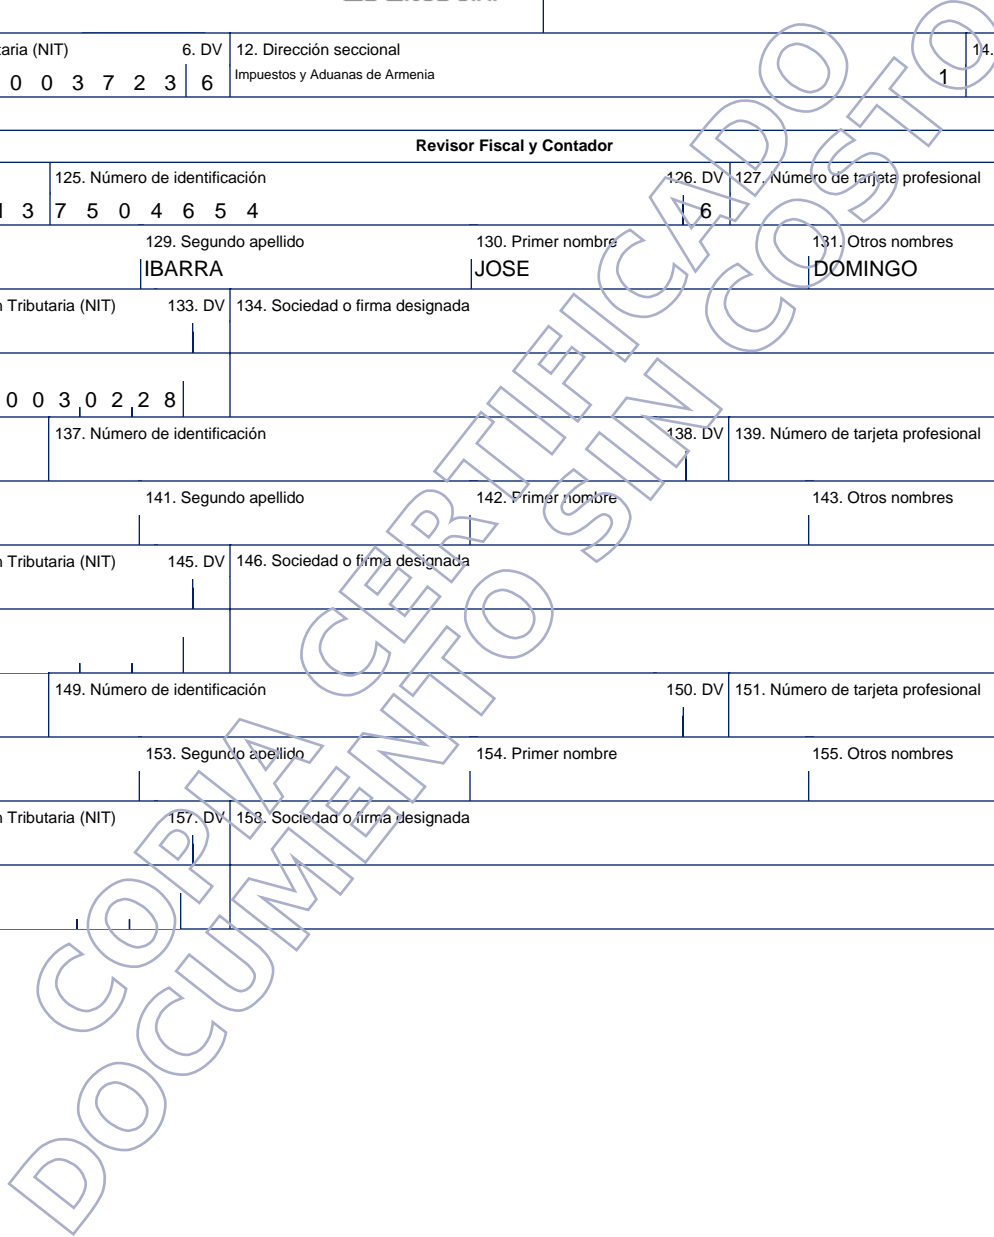 aria (NIT) 6. DV 12. Dirección seccional 14.
0 0 3 7 2 3 6 Impuestos y Aduanas de Armenia 1
Revisor Fiscal y Contador
125. Número de identificación 126. DV 127. Número de tarjeta profesional
1 3 7 5 0 4 6 5 4 6
129. Segundo apellido 130. Primer nombre 131. Otros nombres
IBARRA JOSE DOMINGO
n Tributaria (NIT) 133. DV 134. Sociedad o firma designada
0 0 3 0 2 2 8
137. Número de identificación 138. DV 139. Número de tarjeta profesional
141. Segundo apellido 142. Primer nombre 143. Otros nombres
n Tributaria (NIT) 145. DV 146. Sociedad o firma designada
149. Número de identificación 150. DV 151. Número de tarjeta profesional
153. Segundo apellido 154. Primer nombre 155. Otros nombres
n Tributaria (NIT) 157. DV 158. Sociedad o firma designada
COPIA CERTIFICADO
DOCUMENTO SIN COSTO